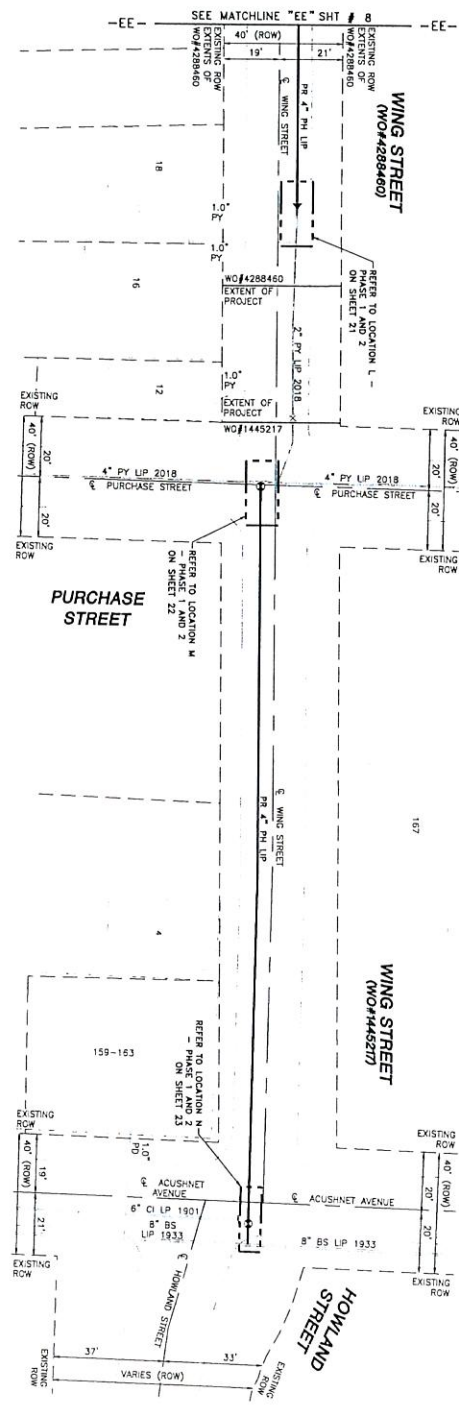 SEE MATCHLINE "EE" SHT # 8
-EE-
-EE-
EXISTING ROW
EXTENTS OF
WO#4288460
40' (ROW)
19'
21'
EXISTING ROW
EXTENTS OF
WO#4288460
WING STREET
(WO#4288460)
℄ WING STREET
PR 4" PH LIP
18
1.0"
PY
1.0"
PY
REFER TO LOCATION L -
PHASE 1 AND 2
ON SHEET 21
16
WO#4288460
EXTENT OF
PROJECT
2" PY LIP 2018
12
1.0"
PY
EXTENT OF
PROJECT
WO#1445217
EXISTING
ROW
40' (ROW)
20'
20'
EXISTING
ROW
4" PY LIP 2018
℄ PURCHASE STREET
4" PY LIP 2018
℄ PURCHASE STREET
EXISTING
ROW
40' (ROW)
20'
20'
EXISTING
ROW
PURCHASE
STREET
REFER TO LOCATION M
- PHASE 1 AND 2
ON SHEET 22
℄ WING STREET
PR 4" PH LIP
167
4
WING STREET
(WO#1445217)
159-163
REFER TO LOCATION N
- PHASE 1 AND 2
ON SHEET 23
EXISTING
ROW
40' (ROW)
19'
21'
EXISTING
ROW
1.0"
PD
℄ ACUSHNET
AVENUE
6" CI LP 1901
8" BS
LIP 1933
℄ ACUSHNET AVENUE
8" BS LIP 1933
EXISTING
ROW
40' (ROW)
20'
20'
EXISTING
ROW
℄ HOWLAND STREET
HOWLAND
STREET
37'
33'
VARIES (ROW)
EXISTING
ROW
EXISTING
ROW